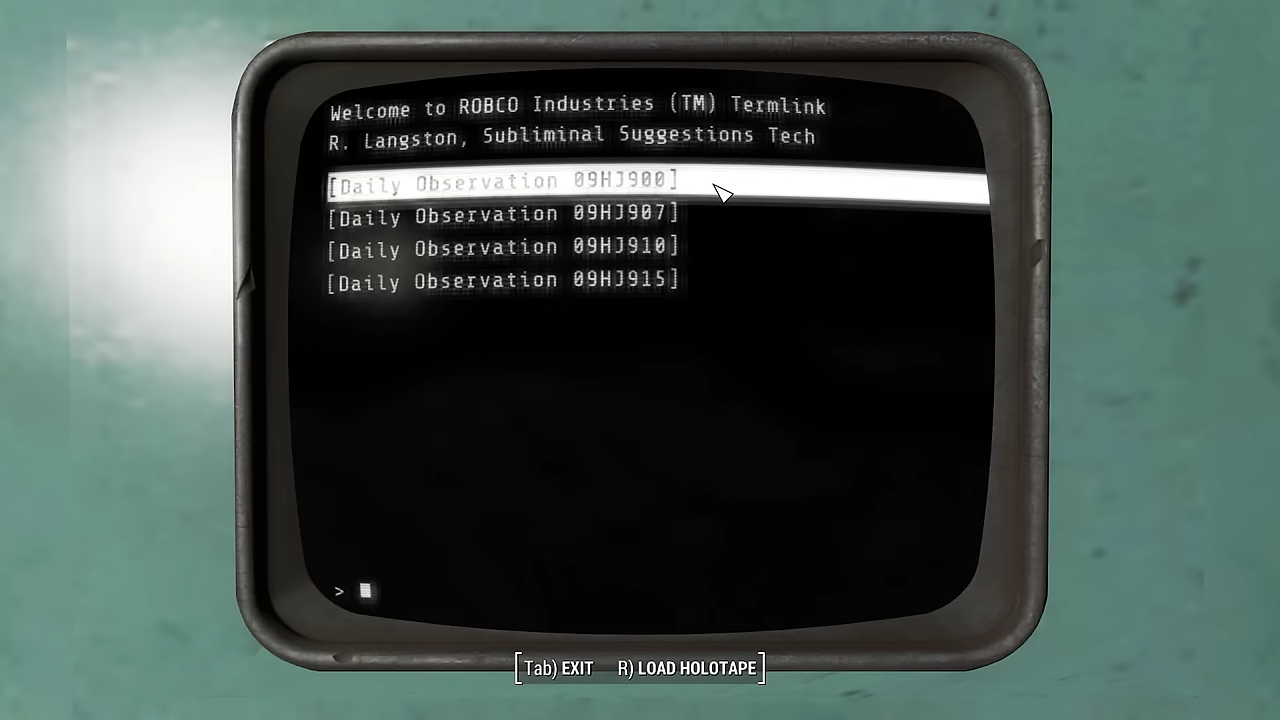 Welcome to ROBCO Industries (TM) Termlink
R. Langston, Subliminal Suggestions Tech
[Daily Observation 09HJ900]
[Daily Observation 09HJ907]
[Daily Observation 09HJ910]
[Daily Observation 09HJ915]
>
[Tab) EXIT R) LOAD HOLOTAPE]